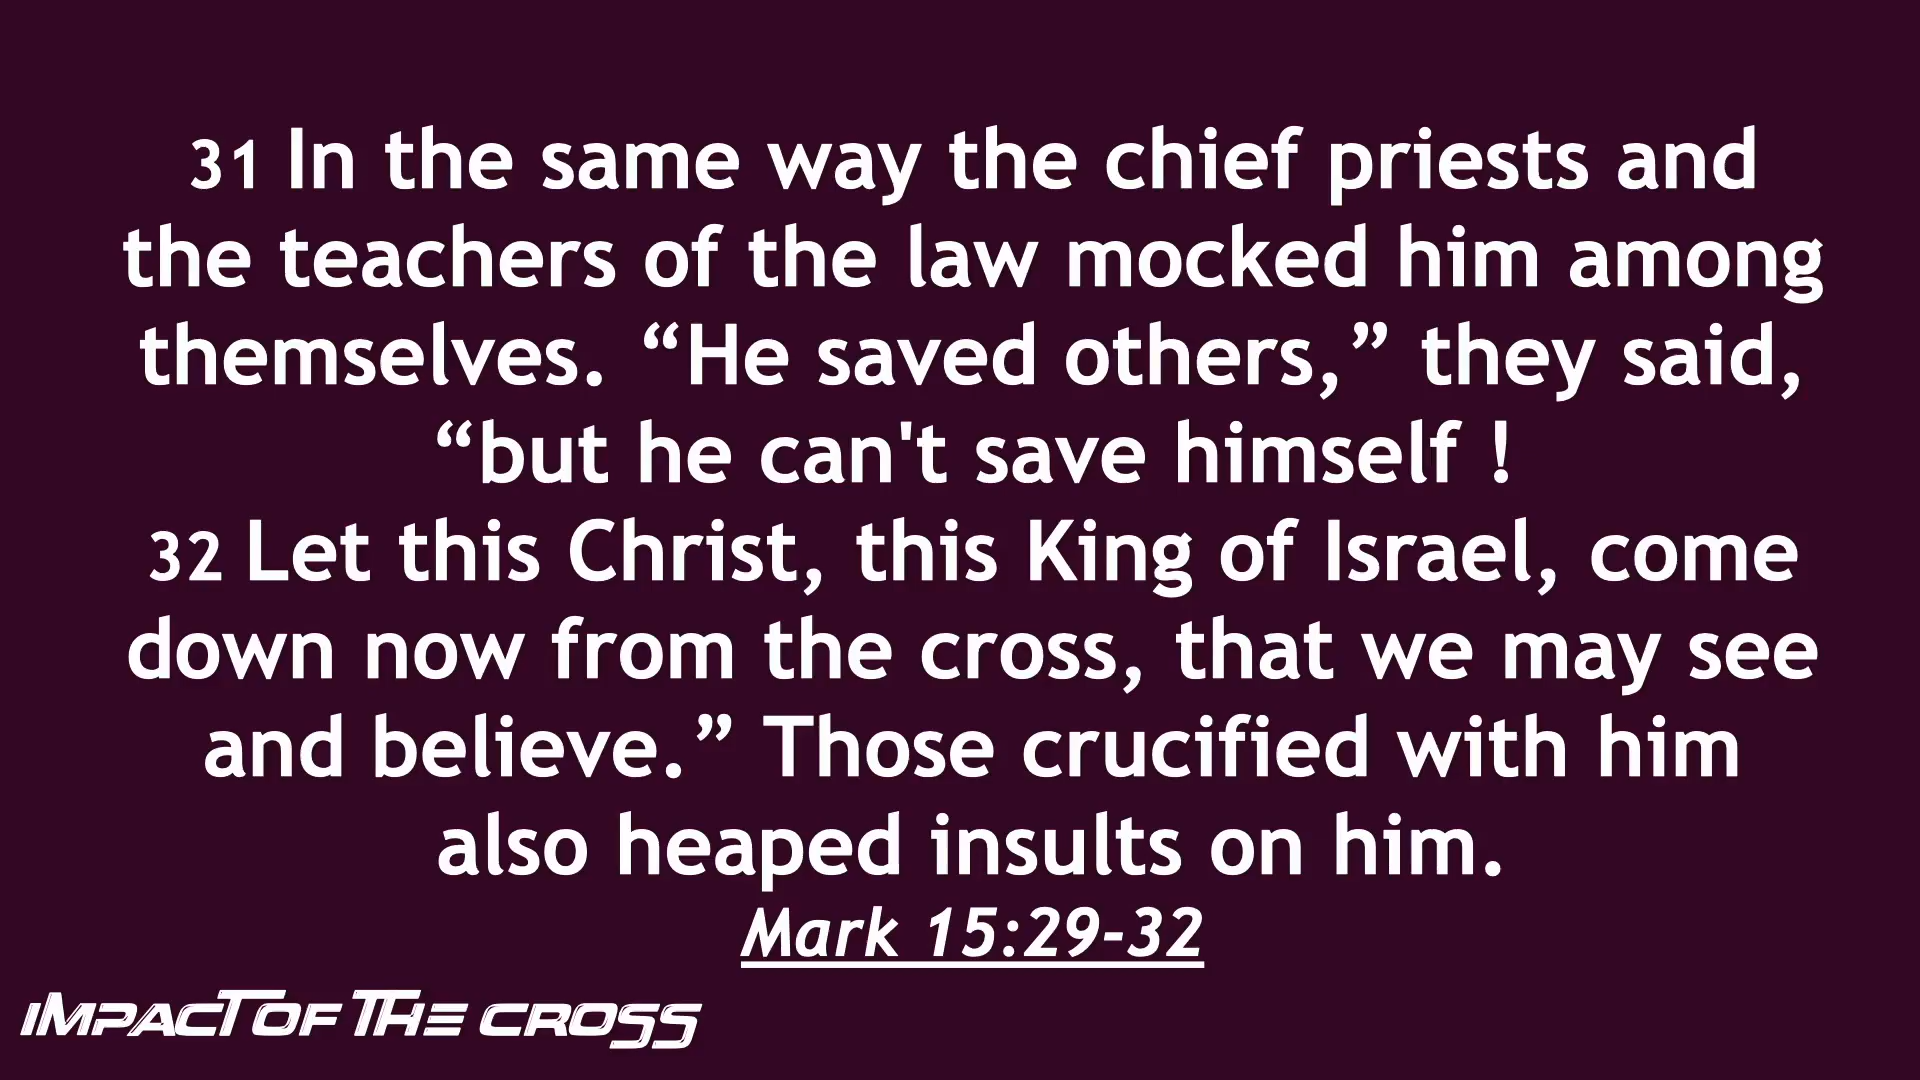 31 In the same way the chief priests and
the teachers of the law mocked him among
themselves. “He saved others,” they said,
“but he can't save himself !
32 Let this Christ, this King of Israel, come
down now from the cross, that we may see
and believe.” Those crucified with him
also heaped insults on him.
Mark 15:29-32
IMPACT OF THE CROSS